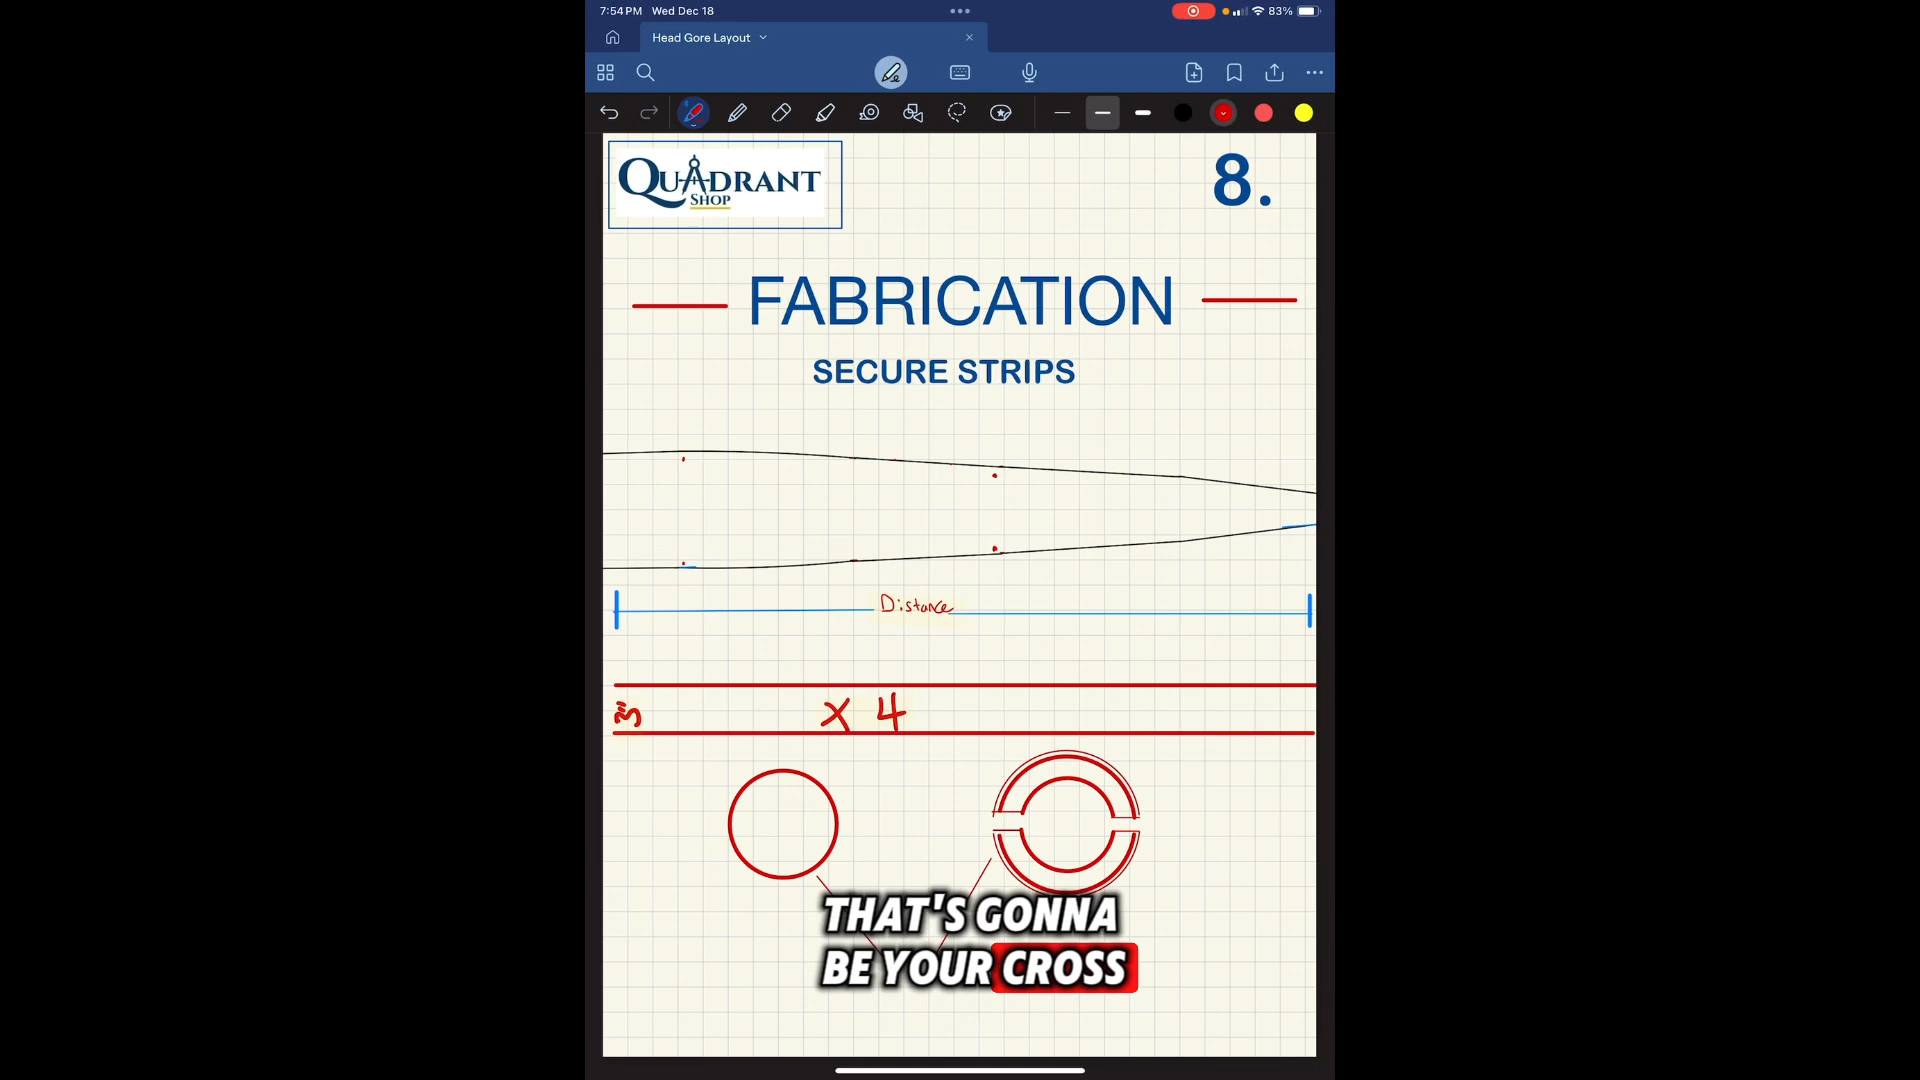 7:54 PM Wed Dec 18
83%
Head Gore Layout
QUADRANT
SHOP
8.
FABRICATION
SECURE STRIPS
Distance
3 x 4
THAT'S GONNA
BE YOUR CROSS